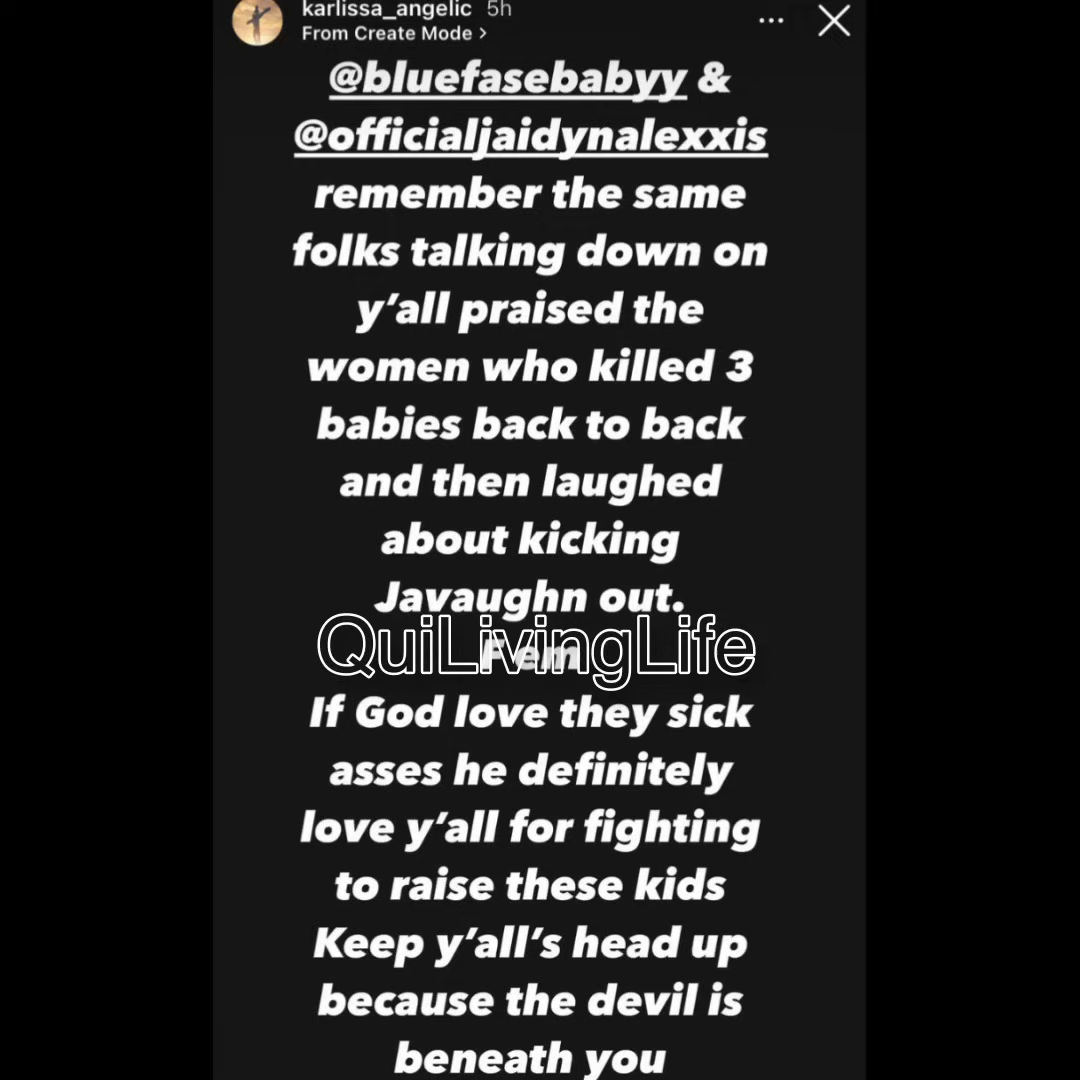 karlissa_angelic 5h
From Create Mode >
@bluefasebabyy &
@officialjaidynalexxis
remember the same
folks talking down on
y’all praised the
women who killed 3
babies back to back
and then laughed
about kicking
Javaughn out.
QuiLivingLife
F em
If God love they sick
asses he definitely
love y’all for fighting
to raise these kids
Keep y’all’s head up
because the devil is
beneath you